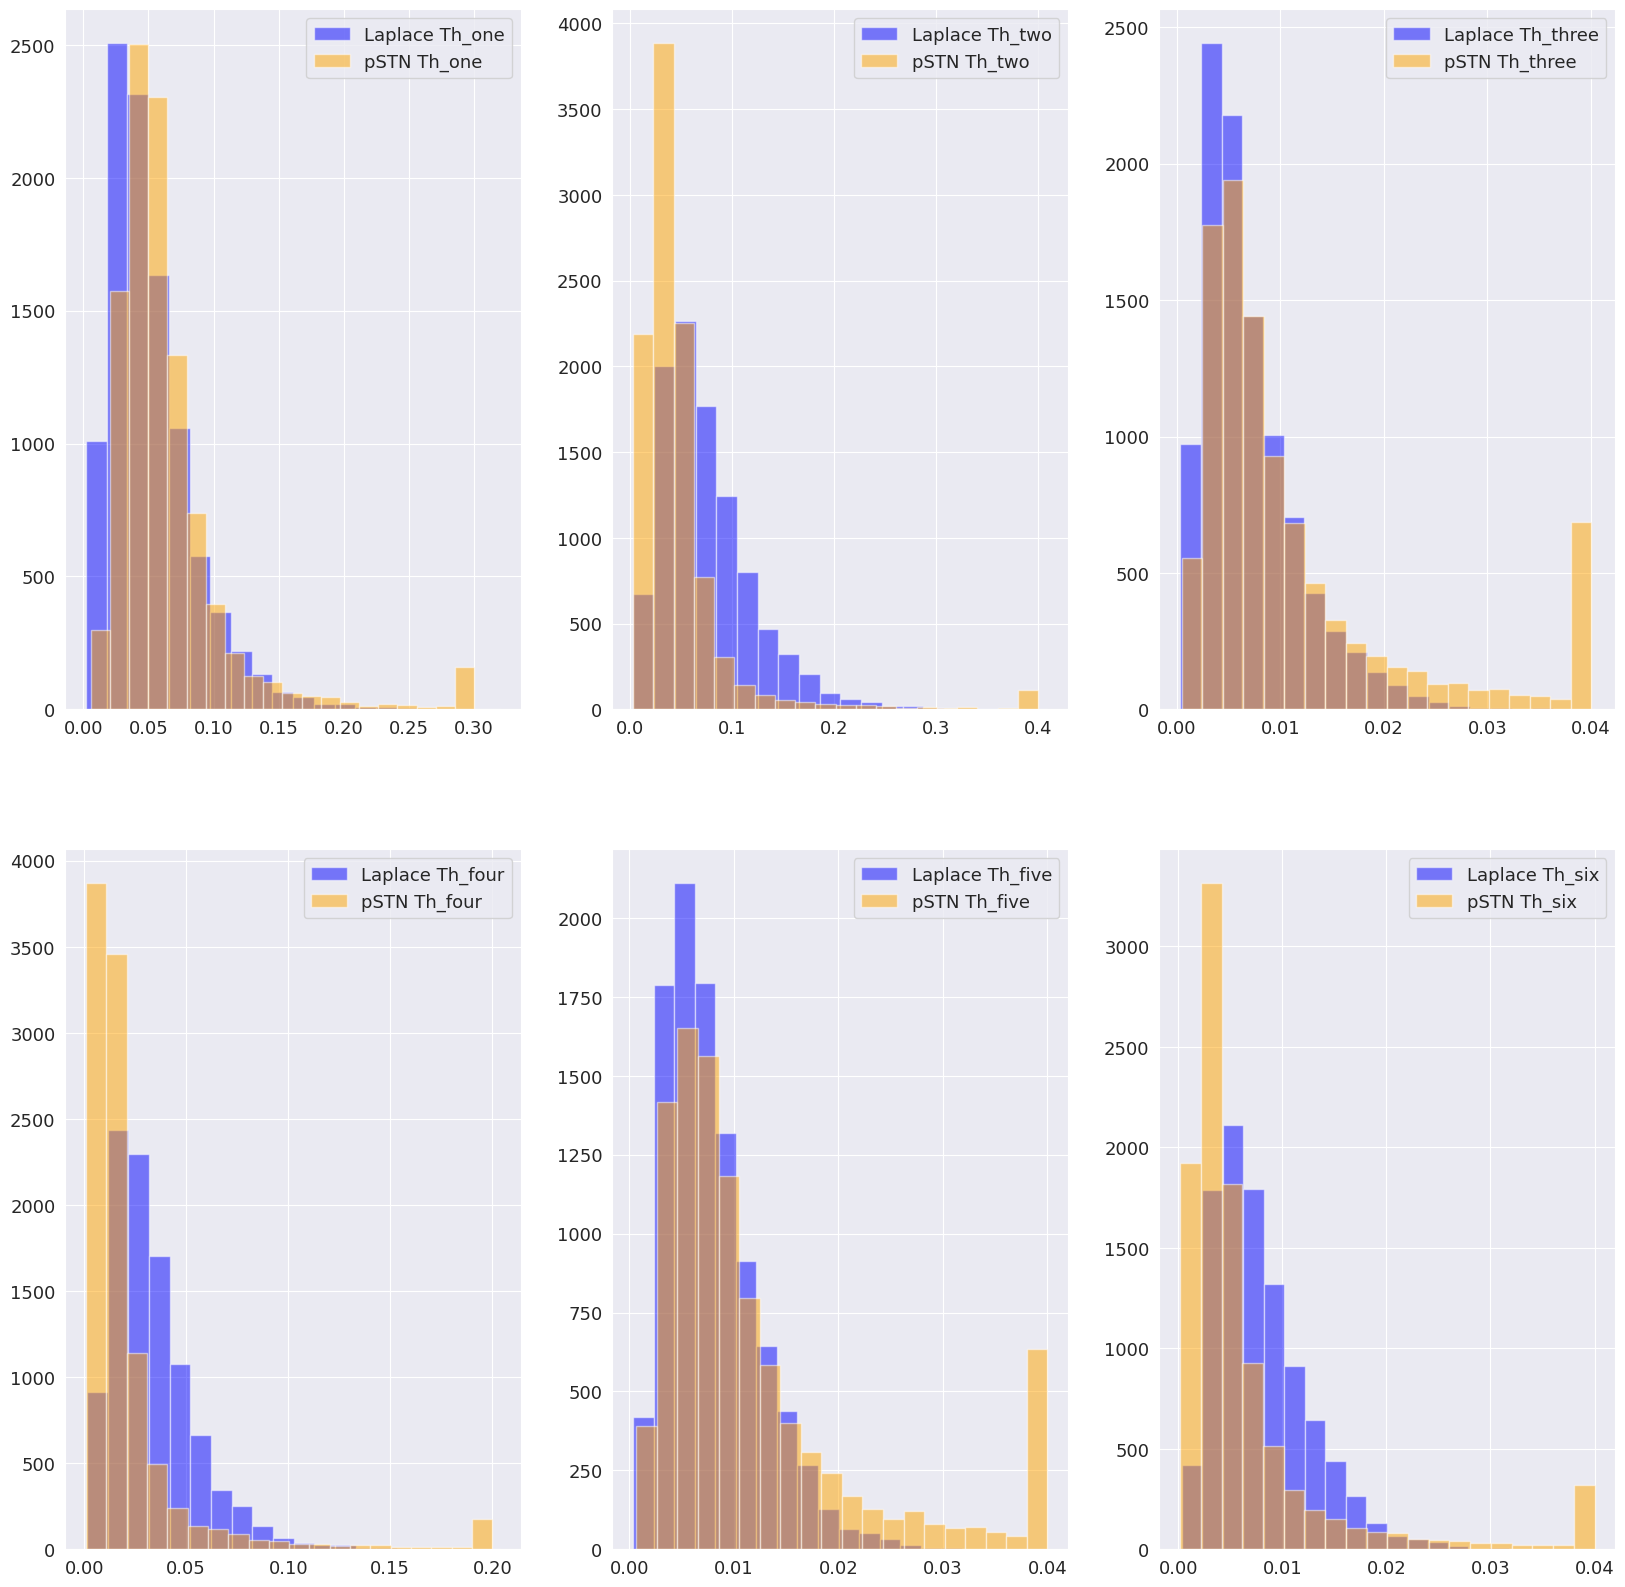 Laplace Th_one
pSTN Th_one
2500
2000
1500
1000
500
0
0.00 0.05 0.10 0.15 0.20 0.25 0.30
Laplace Th_two
pSTN Th_two
4000
3500
3000
2500
2000
1500
1000
500
0
0.0 0.1 0.2 0.3 0.4
Laplace Th_three
pSTN Th_three
2500
2000
1500
1000
500
0
0.00 0.01 0.02 0.03 0.04
Laplace Th_four
pSTN Th_four
4000
3500
3000
2500
2000
1500
1000
500
0
0.00 0.05 0.10 0.15 0.20
Laplace Th_five
pSTN Th_five
2000
1750
1500
1250
1000
750
500
250
0
0.00 0.01 0.02 0.03 0.04
Laplace Th_six
pSTN Th_six
3000
2500
2000
1500
1000
500
0
0.00 0.01 0.02 0.03 0.04